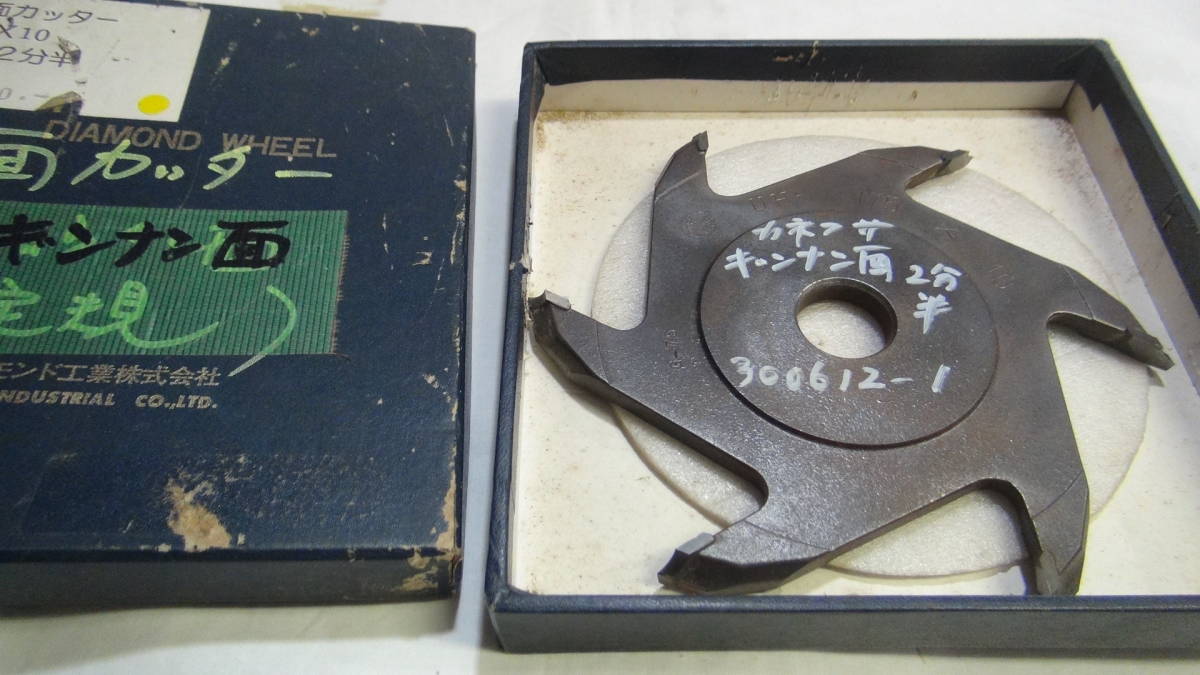 面カッター
X10
2分半
DIAMOND WHEEL
面カッター
ギンナン面
定規)
モンド工業株式会社
INDUSTRIAL CO.,LTD.
カネフサ
ギンナン面 2分
半
300612-1